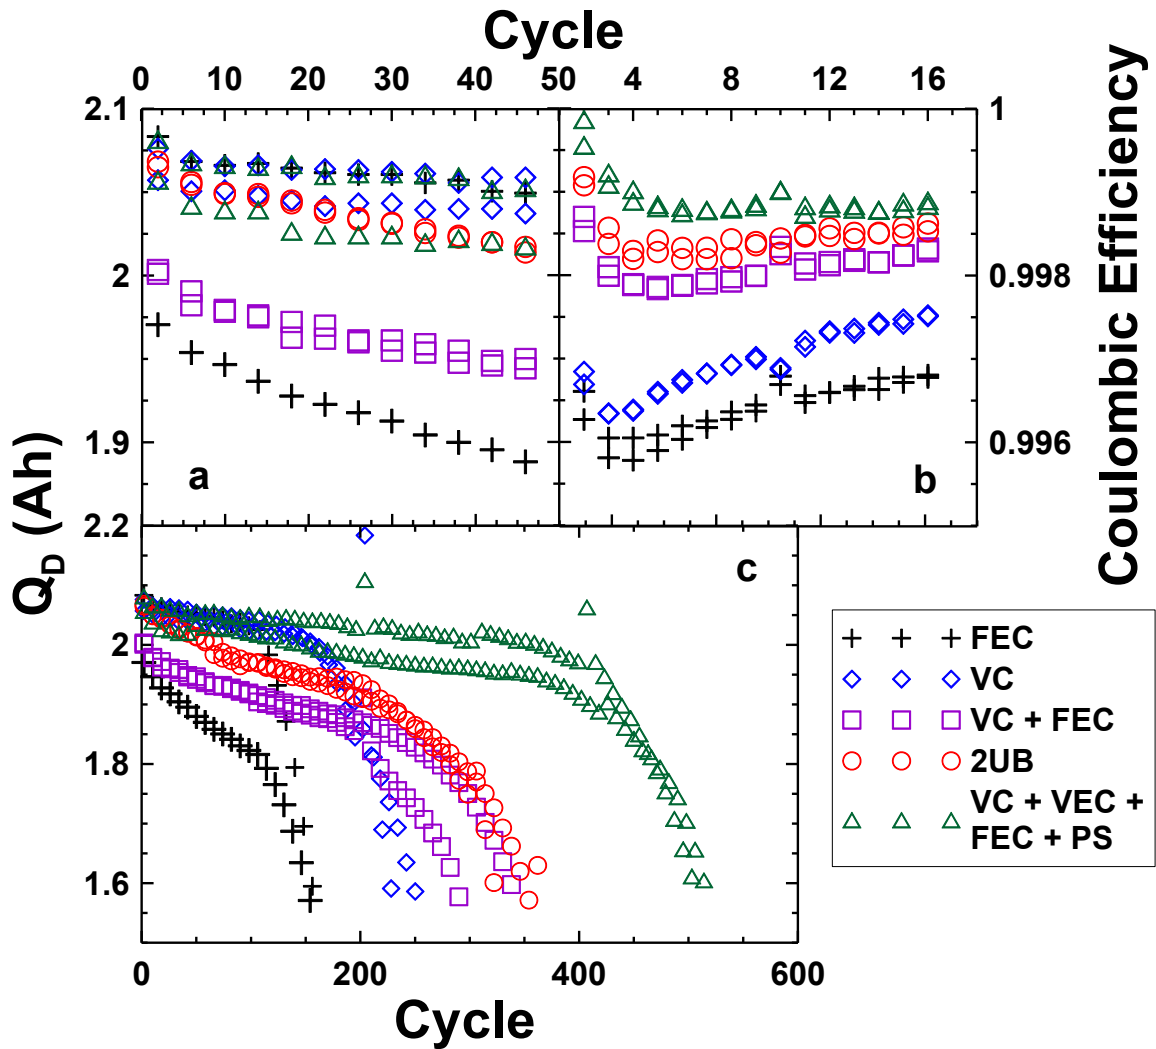 Cycle
0 10 20 30 40 50
0 4 8 12 16
2.1
2
1.9
2.2
2
1.8
1.6
1
0.998
0.996
Q_D (Ah)
Coulombic Efficiency
a
b
c
0 200 400 600
Cycle
FEC
VC
VC + FEC
2UB
VC + VEC +
FEC + PS